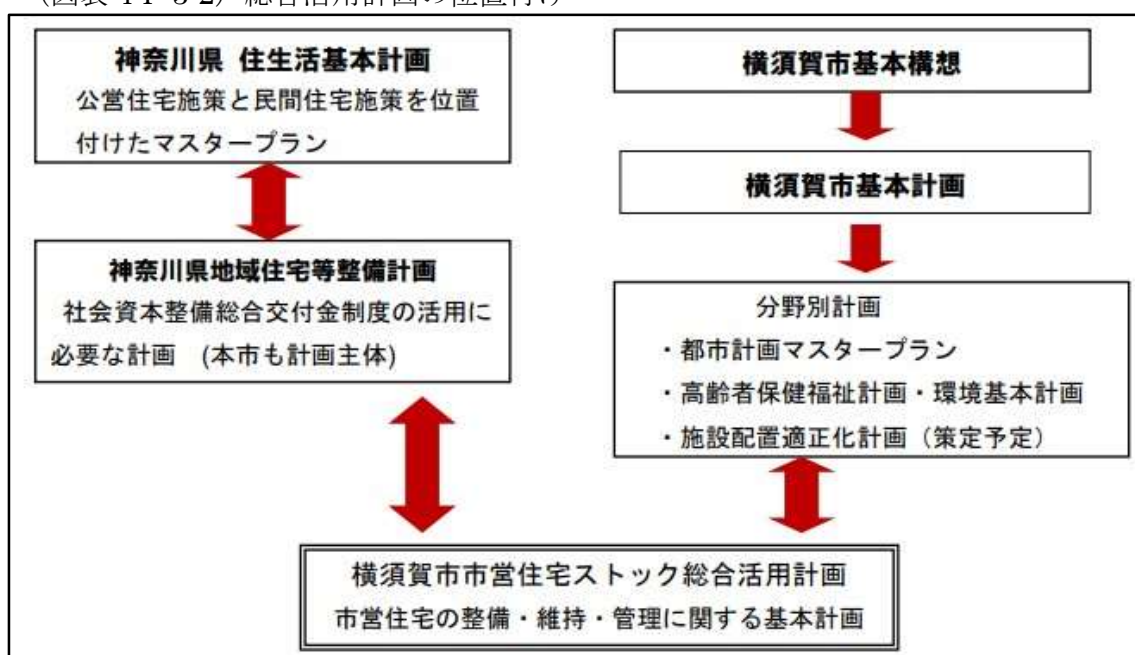 総合活用計画の位置付け
神奈川県 住生活基本計画
公営住宅施策と民間住宅施策を位置
付けたマスタープラン
神奈川県地域住宅等整備計画
社会資本整備総合交付金制度の活用に
必要な計画 (本市も計画主体)
横須賀市基本構想
横須賀市基本計画
分野別計画
・都市計画マスタープラン
・高齢者保健福祉計画・環境基本計画
・施設配置適正化計画（策定予定）
横須賀市市営住宅ストック総合活用計画
市営住宅の整備・維持・管理に関する基本計画